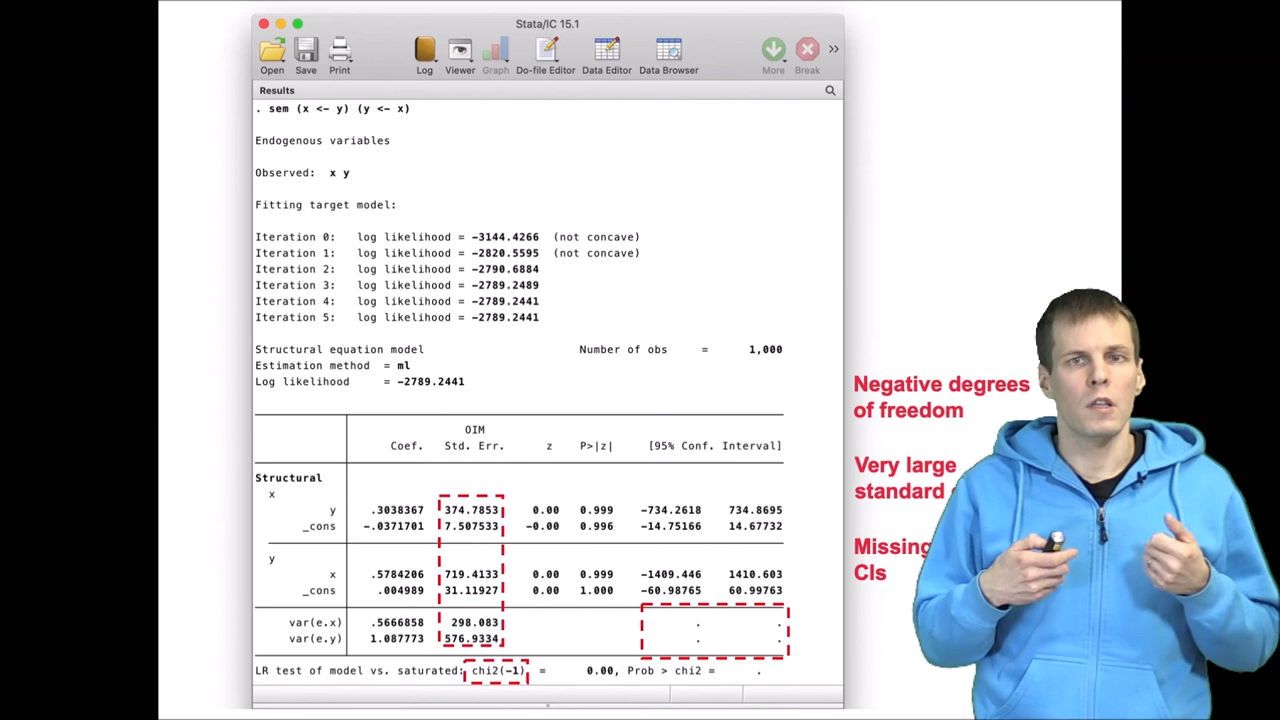 Stata/IC 15.1
Open Save Print Log Viewer Graph Do-file Editor Data Editor Data Browser More Break
Results
. sem (x <- y) (y <- x)
Endogenous variables
Observed: x y
Fitting target model:
Iteration 0: log likelihood = -3144.4266 (not concave)
Iteration 1: log likelihood = -2820.5595 (not concave)
Iteration 2: log likelihood = -2790.6884
Iteration 3: log likelihood = -2789.2489
Iteration 4: log likelihood = -2789.2441
Iteration 5: log likelihood = -2789.2441
Structural equation model Number of obs = 1,000
Estimation method = ml
Log likelihood = -2789.2441
OIM
Coef. Std. Err. z P>|z| [95% Conf. Interval]
Structural
x
y .3038367 374.7853 0.00 0.999 -734.2618 734.8695
_cons -.0371701 7.507533 -0.00 0.996 -14.75166 14.67732
y
x .5784206 719.4133 0.00 0.999 -1409.446 1410.603
_cons .004989 31.11927 0.00 1.000 -60.98765 60.99763
var(e.x) .5666858 298.083 . .
var(e.y) 1.087773 576.9334 . .
LR test of model vs. saturated: chi2(-1) = 0.00, Prob > chi2 = .
Negative degrees
of freedom
Very large
standard
Missing
CIs